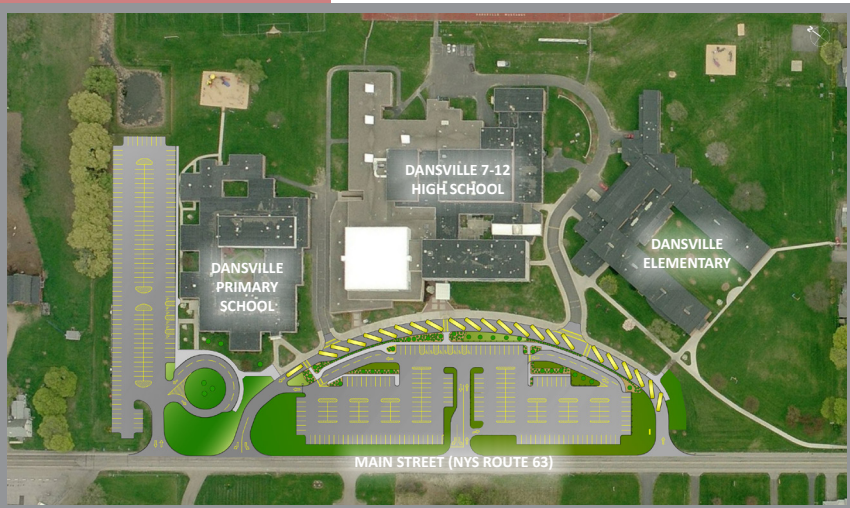 DANSVILLE 7-12
HIGH SCHOOL
DANSVILLE
PRIMARY
SCHOOL
DANSVILLE
ELEMENTARY
MAIN STREET (NYS ROUTE 63)